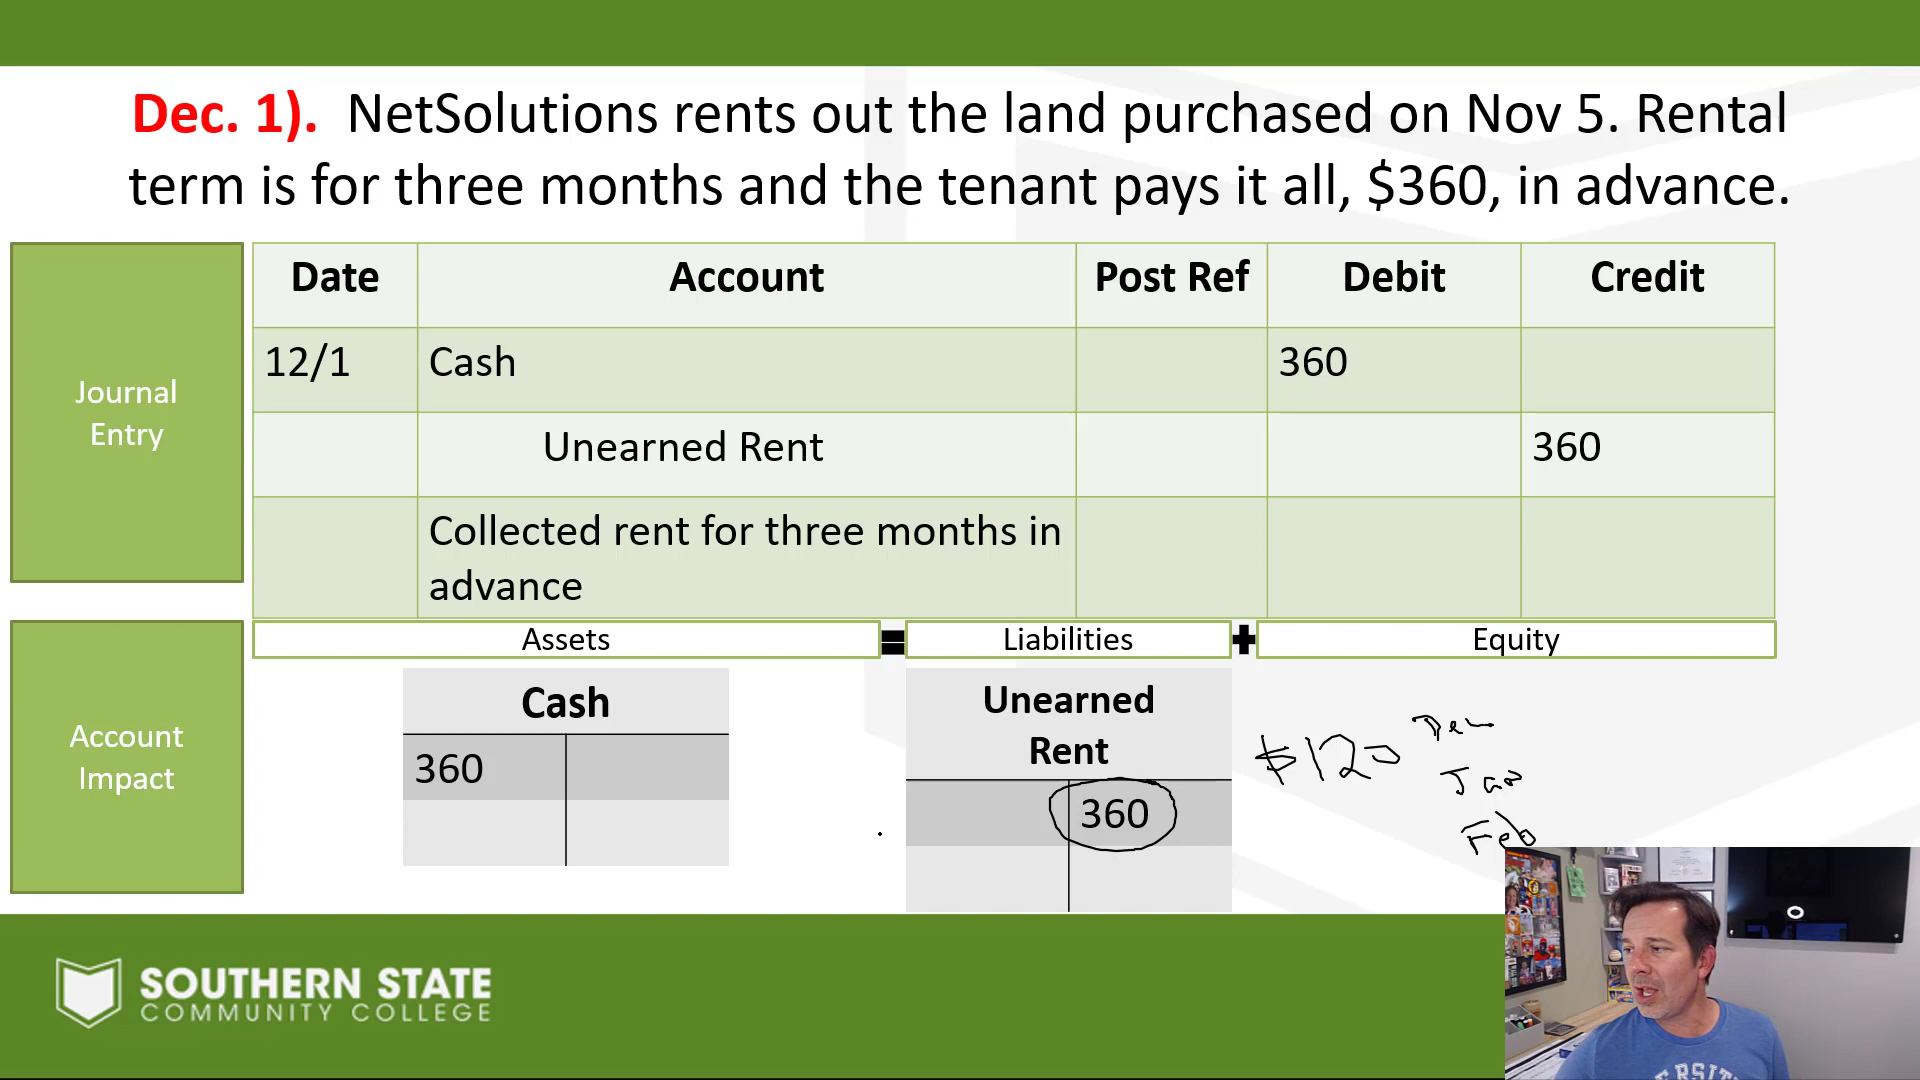 Dec. 1). NetSolutions rents out the land purchased on Nov 5. Rental
term is for three months and the tenant pays it all, $360, in advance.
Journal
Entry
Date Account Post Ref Debit Credit
12/1 Cash 360
Unearned Rent 360
Collected rent for three months in
advance
Account
Impact
Assets = Liabilities + Equity
Cash
360
Unearned
Rent
360
$120
Jan
Feb
SOUTHERN STATE
COMMUNITY COLLEGE